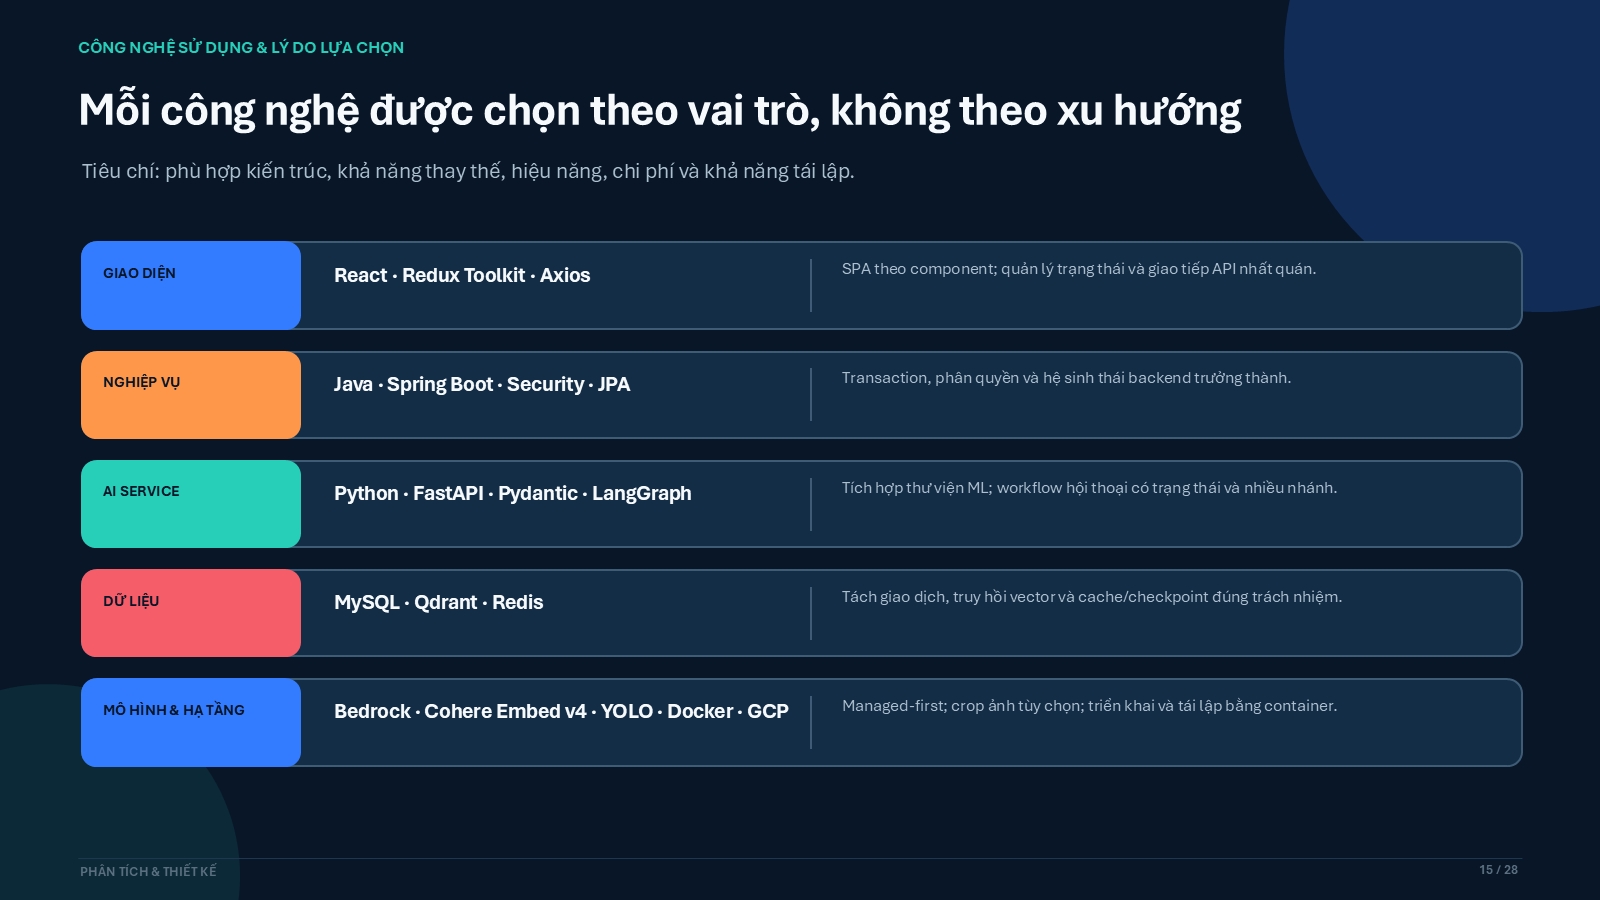 CÔNG NGHỆ SỬ DỤNG & LÝ DO LỰA CHỌN
Mỗi công nghệ được chọn theo vai trò, không theo xu hướng
Tiêu chí: phù hợp kiến trúc, khả năng thay thế, hiệu năng, chi phí và khả năng tái lập.
GIAO DIỆN
React · Redux Toolkit · Axios
SPA theo component; quản lý trạng thái và giao tiếp API nhất quán.
NGHIỆP VỤ
Java · Spring Boot · Security · JPA
Transaction, phân quyền và hệ sinh thái backend trưởng thành.
AI SERVICE
Python · FastAPI · Pydantic · LangGraph
Tích hợp thư viện ML; workflow hội thoại có trạng thái và nhiều nhánh.
DỮ LIỆU
MySQL · Qdrant · Redis
Tách giao dịch, truy hồi vector và cache/checkpoint đúng trách nhiệm.
MÔ HÌNH & HẠ TẦNG
Bedrock · Cohere Embed v4 · YOLO · Docker · GCP
Managed-first; crop ảnh tùy chọn; triển khai và tái lập bằng container.
PHÂN TÍCH & THIẾT KẾ
15 / 28